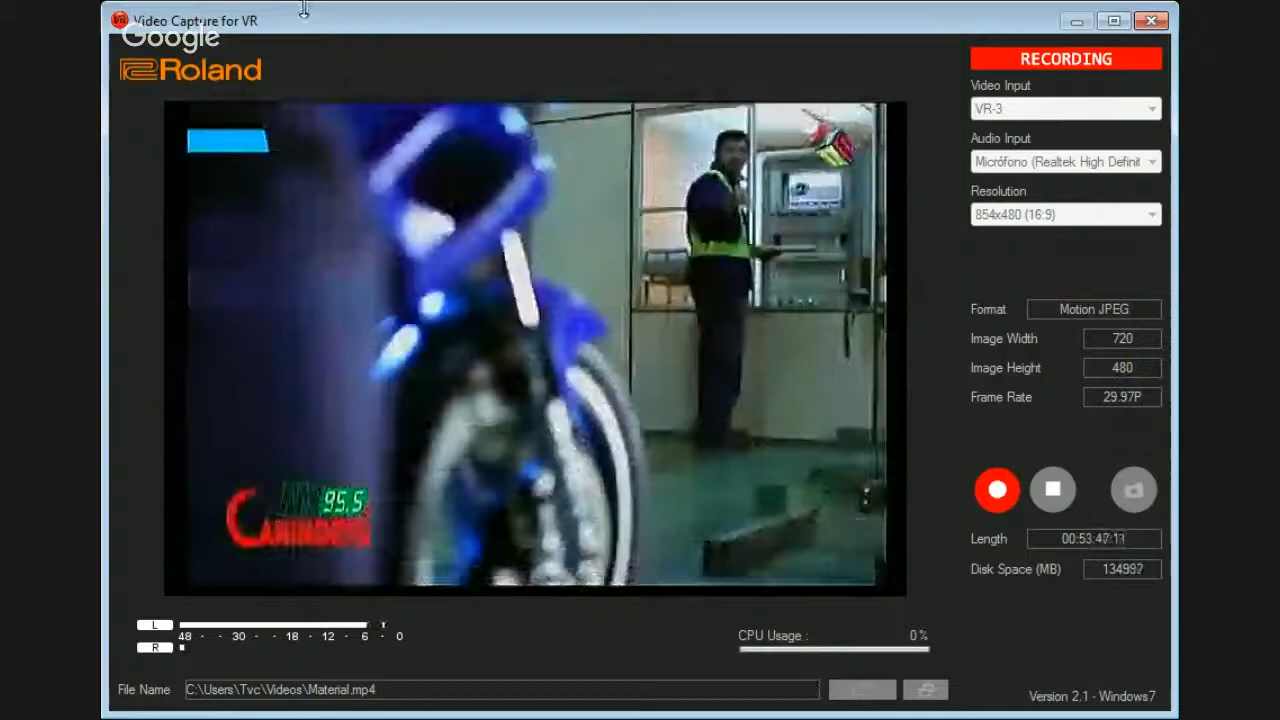 Video Capture for VR
Google
Roland
RECORDING
Video Input
VR-3
Audio Input
Micrófono (Realtek High Definit
Resolution
854x480 (16:9)
Format Motion JPEG
Image Width 720
Image Height 480
Frame Rate 29.97P
95.5
CANINDEYU
Length
Disk Space (MB)
L
48 30 18 12 6 0
R
CPU Usage : 0 %
File Name C:\Users\Tvc\Videos\Material.mp4
Version 2.1 - Windows7